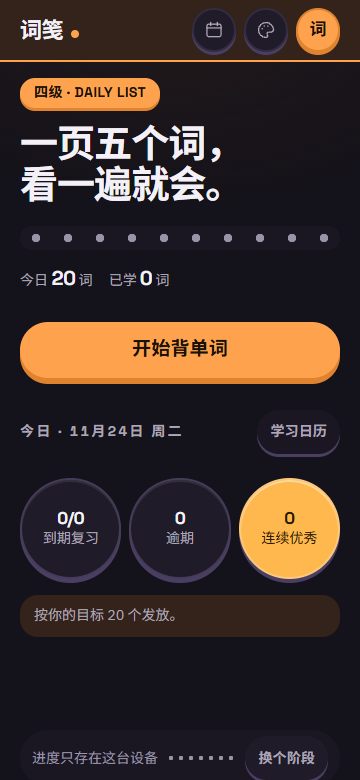 词笺
词
四级 · DAILY LIST
一页五个词，
看一遍就会。
今日 20 词 已学 0 词
开始背单词
今日 · 11月24日 周二
学习日历
0/0
到期复习
0
逾期
0
连续优秀
按你的目标 20 个发放。
进度只存在这台设备
换个阶段